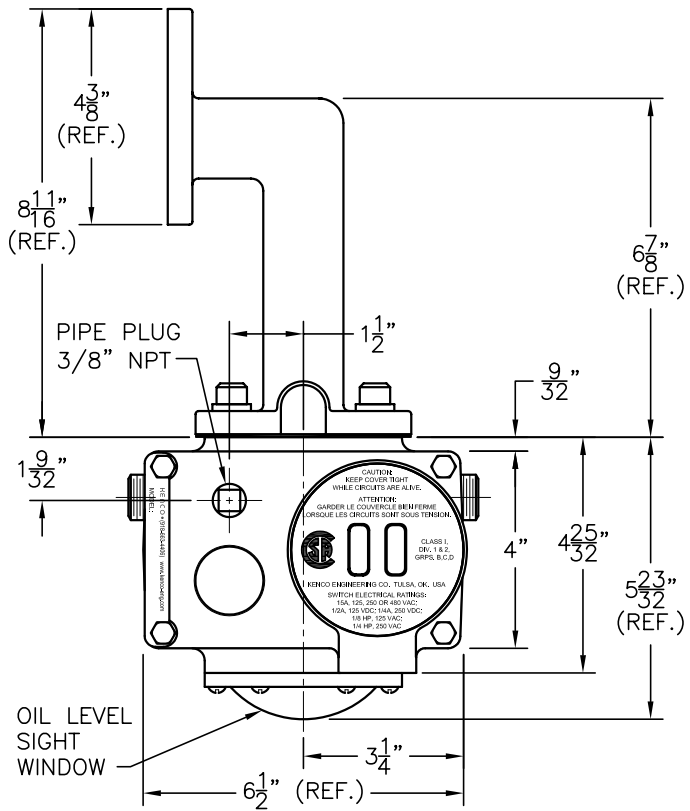 4 3/8"
(REF.)
8 11/16"
(REF.)
6 7/8"
(REF.)
PIPE PLUG
3/8" NPT
1 1/2"
9/32"
1 9/32"
CAUTION:
KEEP COVER TIGHT
WHILE CIRCUITS ARE ALIVE.
ATTENTION:
GARDER LE COUVERCLE BIEN FERME
LORSQUE LES CIRCUITS SONT SOUS TENSION.
CLASS I,
DIV. 1 & 2,
GRPS, B,C,D
KENCO ENGINEERING CO. TULSA, OK. USA
SWITCH ELECTRICAL RATINGS:
15A, 125, 250 OR 480 VAC;
1/2A, 125 VDC; 1/4A, 250 VDC;
1/8 HP, 125 VAC;
1/4 HP, 250 VAC
MODEL:
4"
4 25/32"
5 23/32"
(REF.)
OIL LEVEL
SIGHT
WINDOW
3 1/4"
6 1/2" (REF.)